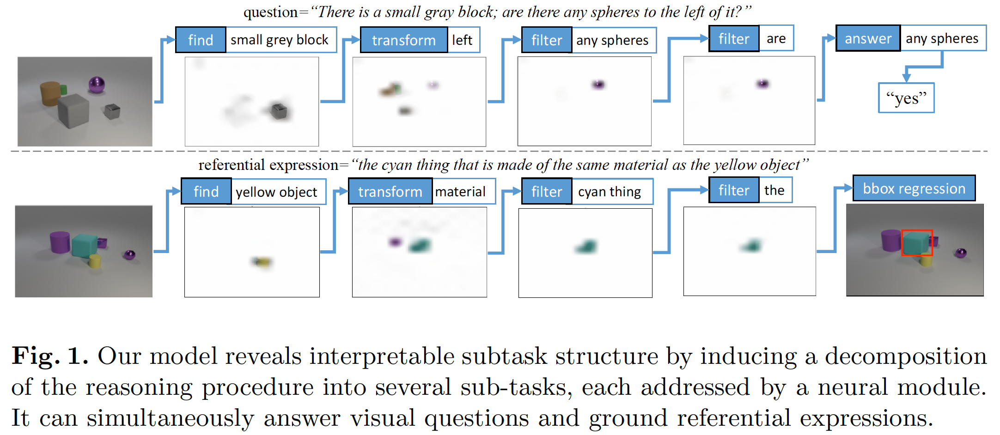 question=“There is a small gray block; are there any spheres to the left of it?”
find small grey block transform left filter any spheres filter are answer any spheres
“yes”
referential expression=“the cyan thing that is made of the same material as the yellow object”
find yellow object transform material filter cyan thing filter the bbox regression
Fig. 1. Our model reveals interpretable subtask structure by inducing a decomposition
of the reasoning procedure into several sub-tasks, each addressed by a neural module.
It can simultaneously answer visual questions and ground referential expressions.